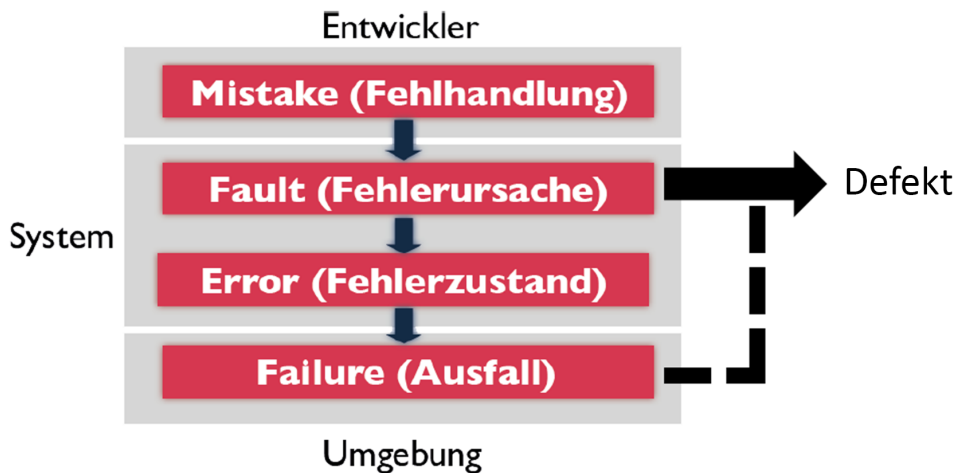 Entwickler
Mistake (Fehlhandlung)
Fault (Fehlerursache)
Defekt
System
Error (Fehlerzustand)
Failure (Ausfall)
Umgebung